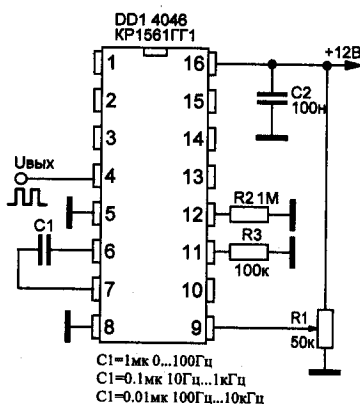 DD1 4046
КР1561ГГ1
1
16
+12В
2
15
C2
100н
3
14
Uвых
13
4
5
12
R2 1М
C1
6
11
R3
100к
7
10
8
9
R1
50к
C1=1мк 0...100Гц
C1=0.1мк 10Гц...1кГц
C1=0.01мк 100Гц...10кГц